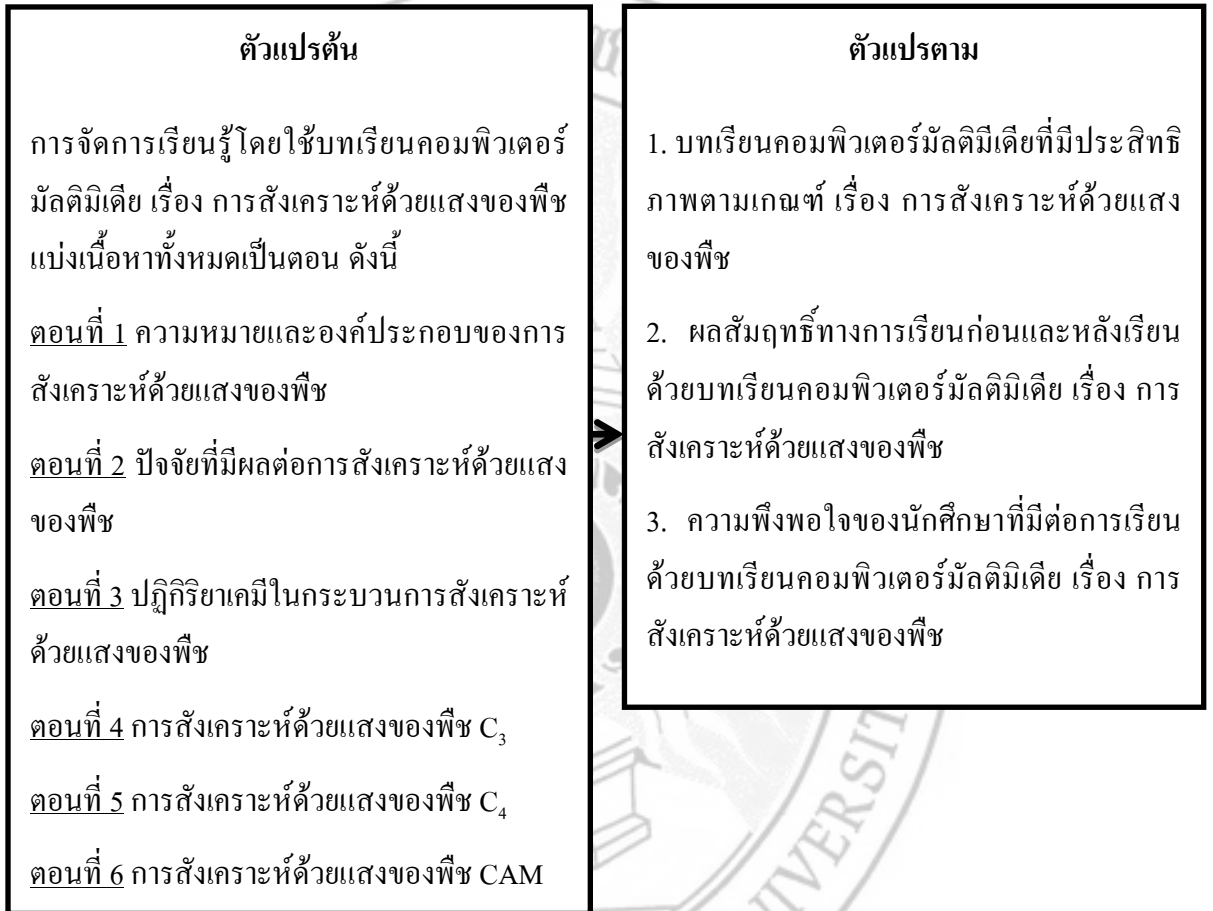 ตัวแปรต้น
การจัดการเรียนรู้โดยใช้บทเรียนคอมพิวเตอร์
มัลติมิเดีย เรื่อง การสังเคราะห์ด้วยแสงของพืช
แบ่งเนื้อหาทั้งหมดเป็นตอน ดังนี้
ตอนที่ 1 ความหมายและองค์ประกอบของการ
สังเคราะห์ด้วยแสงของพืช
ตอนที่ 2 ปัจจัยที่มีผลต่อการสังเคราะห์ด้วยแสง
ของพืช
ตอนที่ 3 ปฏิกิริยาเคมีในกระบวนการสังเคราะห์
ด้วยแสงของพืช
ตอนที่ 4 การสังเคราะห์ด้วยแสงของพืช C₃
ตอนที่ 5 การสังเคราะห์ด้วยแสงของพืช C₄
ตอนที่ 6 การสังเคราะห์ด้วยแสงของพืช CAM
ตัวแปรตาม
1. บทเรียนคอมพิวเตอร์มัลติมีเดียที่มีประสิทธิ
ภาพตามเกณฑ์ เรื่อง การสังเคราะห์ด้วยแสง
ของพืช
2. ผลสัมฤทธิ์ทางการเรียนก่อนและหลังเรียน
ด้วยบทเรียนคอมพิวเตอร์มัลติมิเดีย เรื่อง การ
สังเคราะห์ด้วยแสงของพืช
3. ความพึงพอใจของนักศึกษาที่มีต่อการเรียน
ด้วยบทเรียนคอมพิวเตอร์มัลติมิเดีย เรื่อง การ
สังเคราะห์ด้วยแสงของพืช